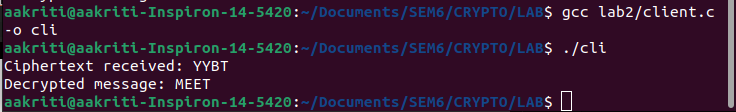 aakriti@aakriti-Inspiron-14-5420:~/Documents/SEM6/CRYPTO/LAB$ gcc lab2/client.c
-o cli
aakriti@aakriti-Inspiron-14-5420:~/Documents/SEM6/CRYPTO/LAB$ ./cli
Ciphertext received: YYBT
Decrypted message: MEET
aakriti@aakriti-Inspiron-14-5420:~/Documents/SEM6/CRYPTO/LAB$